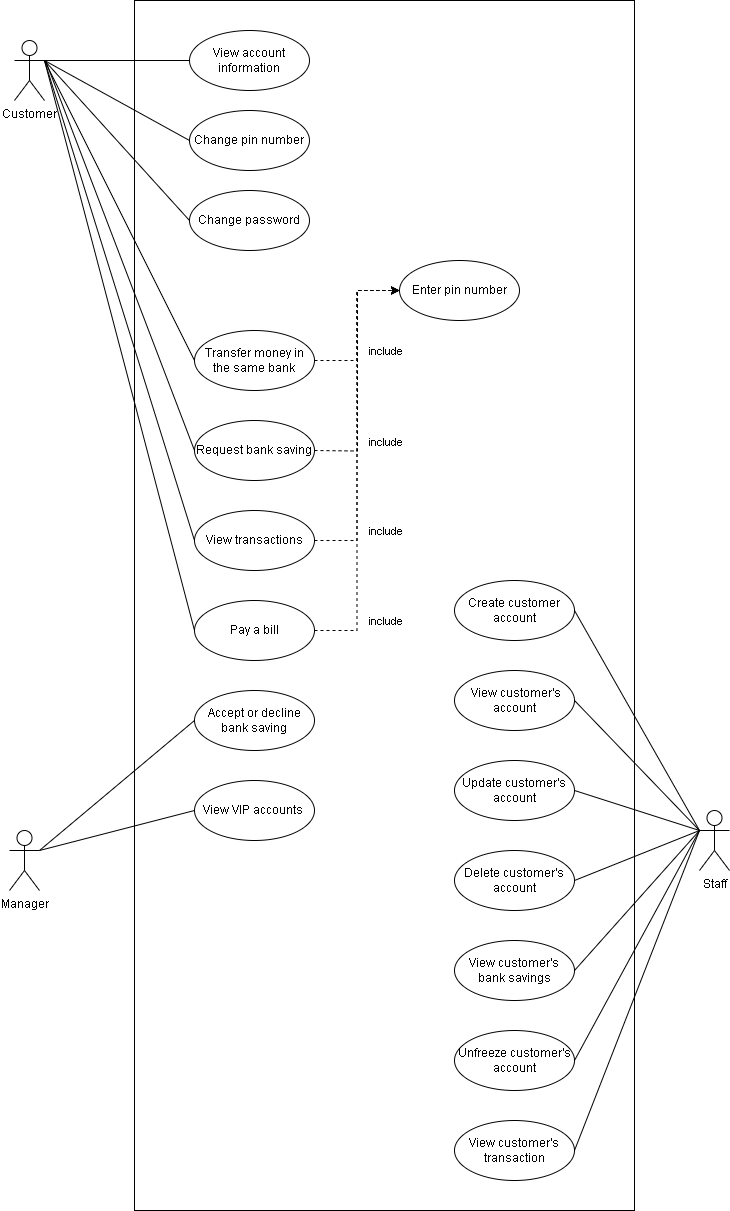 View account
information
Customer
Change pin number
Change password
Enter pin number
Transfer money in
the same bank
include
Request bank saving
include
View transactions
include
Pay a bill
include
Create customer
account
View customer's
account
Accept or decline
bank saving
Update customer's
account
View VIP accounts
Manager
Delete customer's
account
Staff
View customer's
bank savings
Unfreeze customer's
account
View customer's
transaction